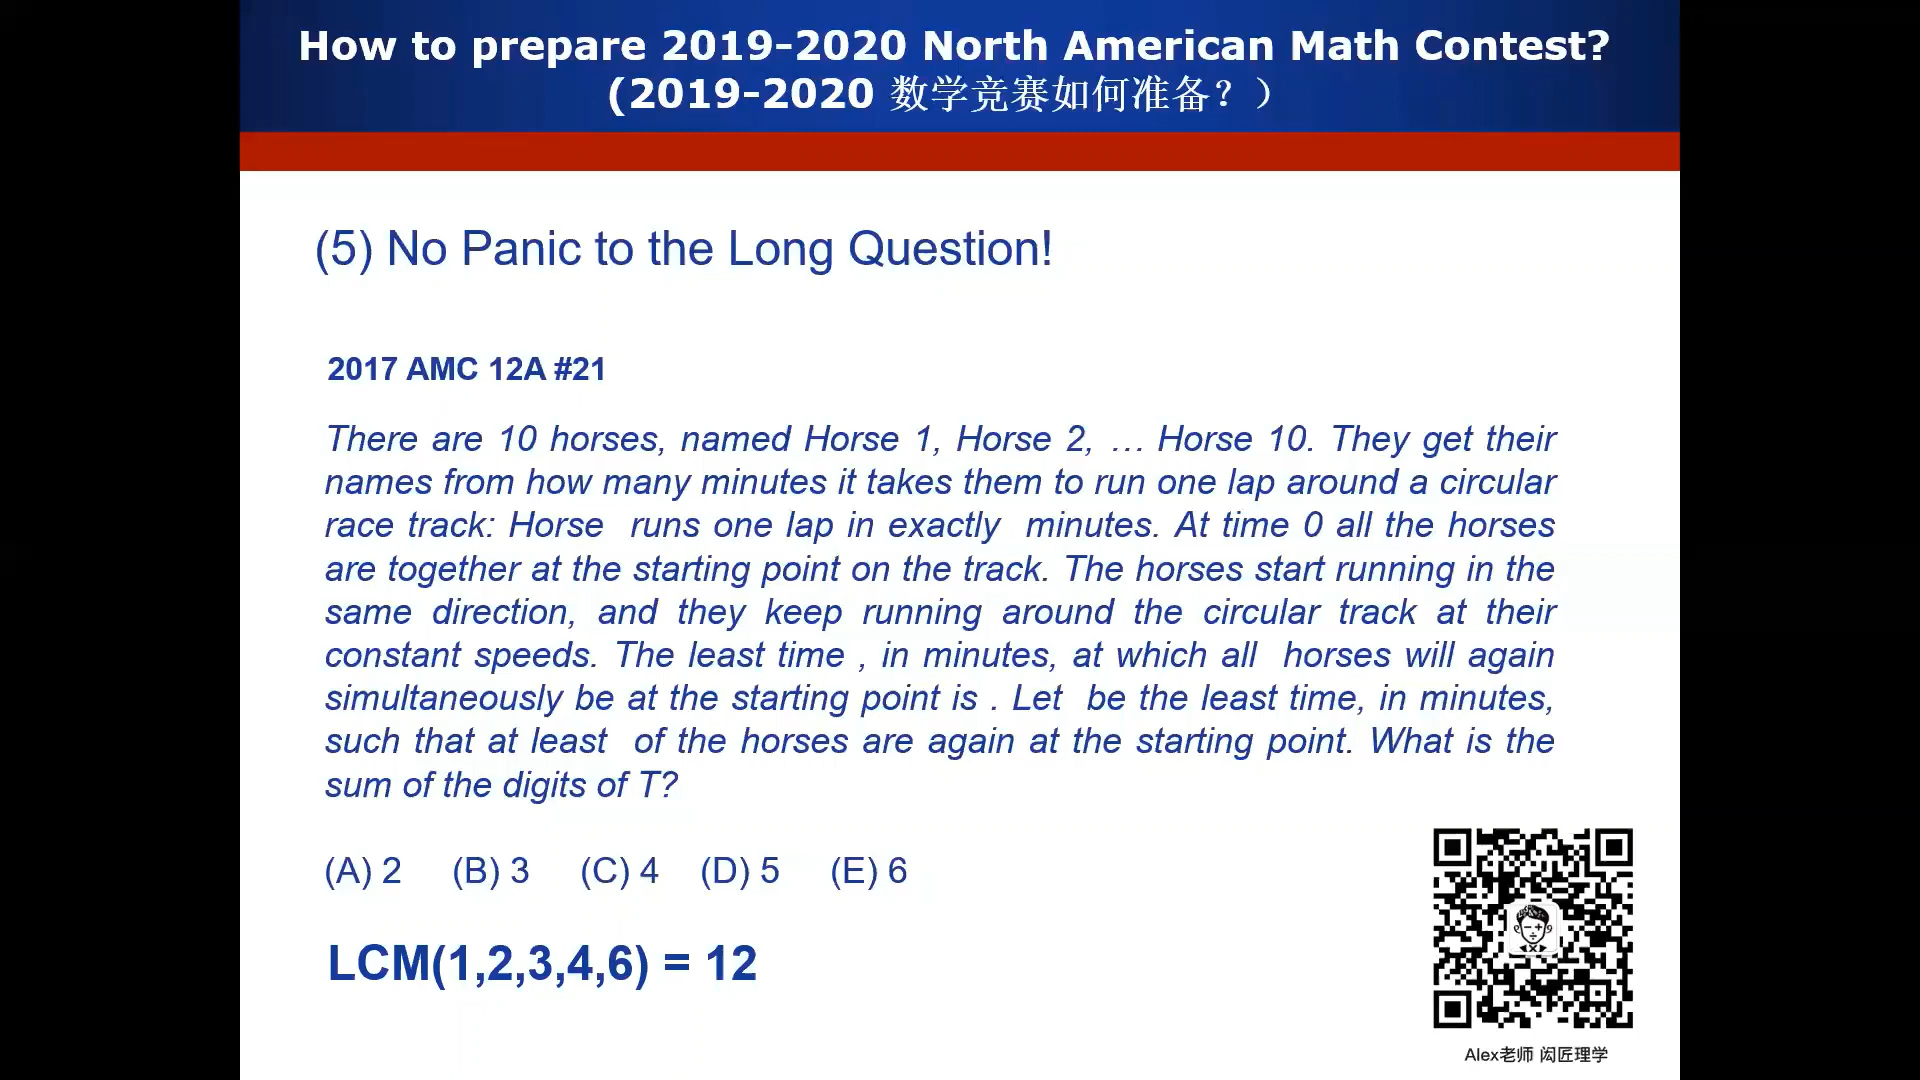 How to prepare 2019-2020 North American Math Contest?
(2019-2020 数学竞赛如何准备？）
(5) No Panic to the Long Question!
2017 AMC 12A #21
There are 10 horses, named Horse 1, Horse 2, … Horse 10. They get their
names from how many minutes it takes them to run one lap around a circular
race track: Horse runs one lap in exactly minutes. At time 0 all the horses
are together at the starting point on the track. The horses start running in the
same direction, and they keep running around the circular track at their
constant speeds. The least time , in minutes, at which all horses will again
simultaneously be at the starting point is . Let be the least time, in minutes,
such that at least of the horses are again at the starting point. What is the
sum of the digits of T?
(A) 2 (B) 3 (C) 4 (D) 5 (E) 6
LCM(1,2,3,4,6) = 12
Alex老师 闳匠理学